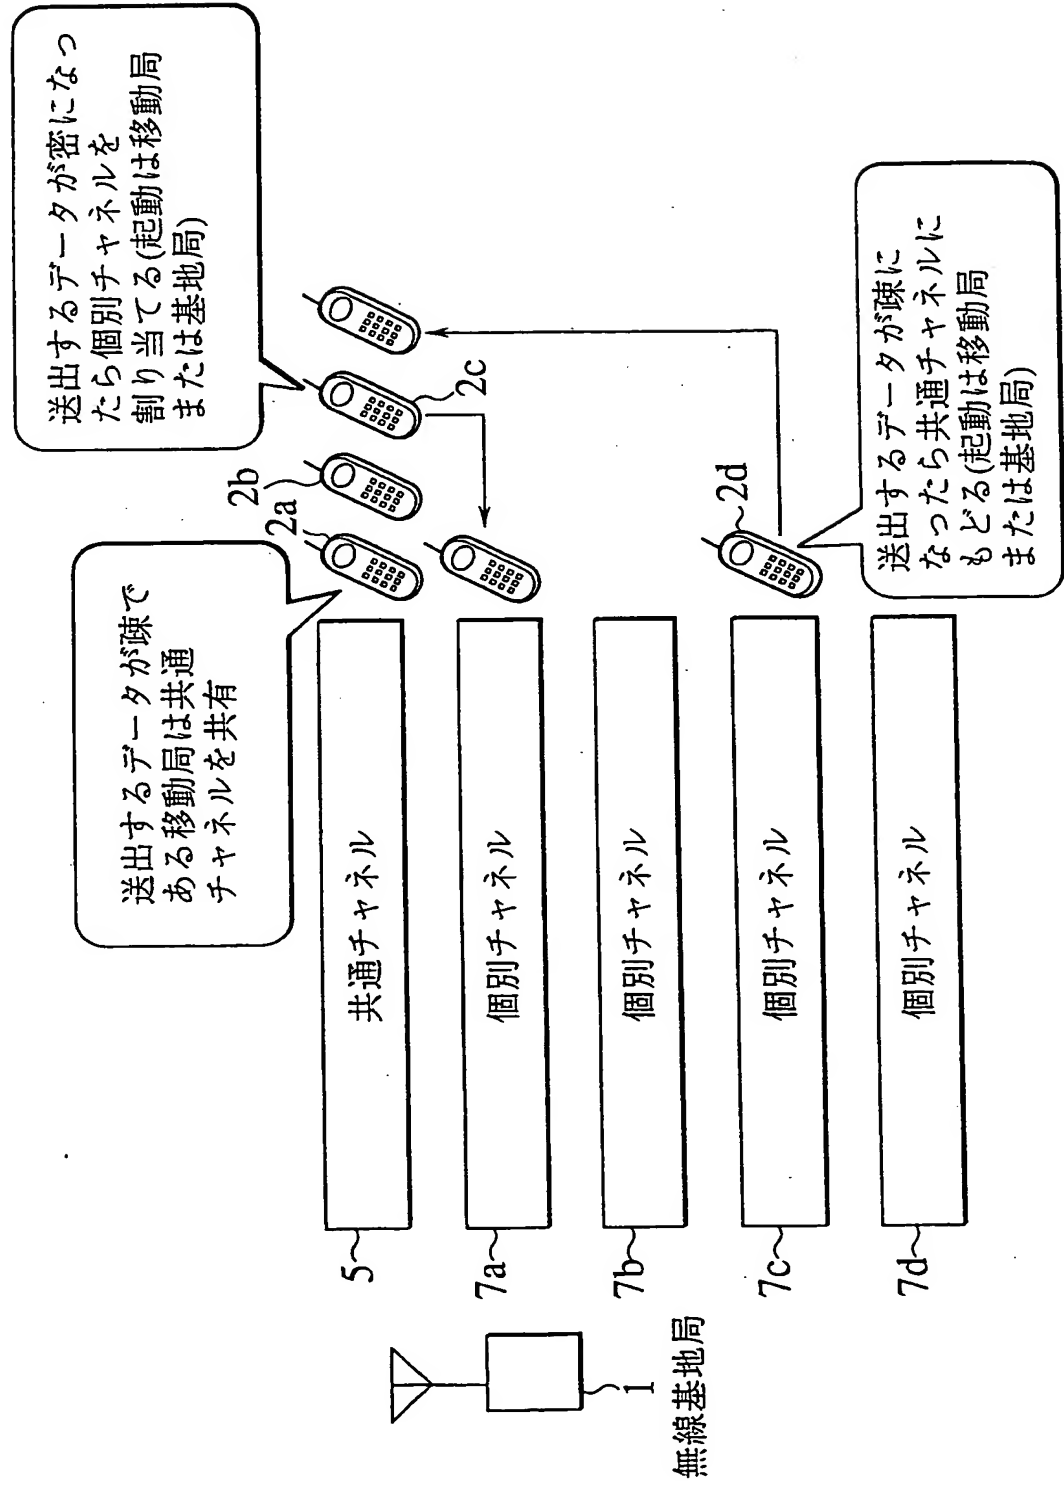 送出するデータが疎で
ある移動局は共通
チャネルを共有
送出するデータが密になっ
たら個別チャネルを
割り当てる(起動は移動局
または基地局)
2a
2b
2c
5
共通チャネル
7a
個別チャネル
7b
個別チャネル
7c
個別チャネル
2d
7d
個別チャネル
1
無線基地局
送出するデータが疎に
なったら共通チャネルに
もどる(起動は移動局
または基地局)